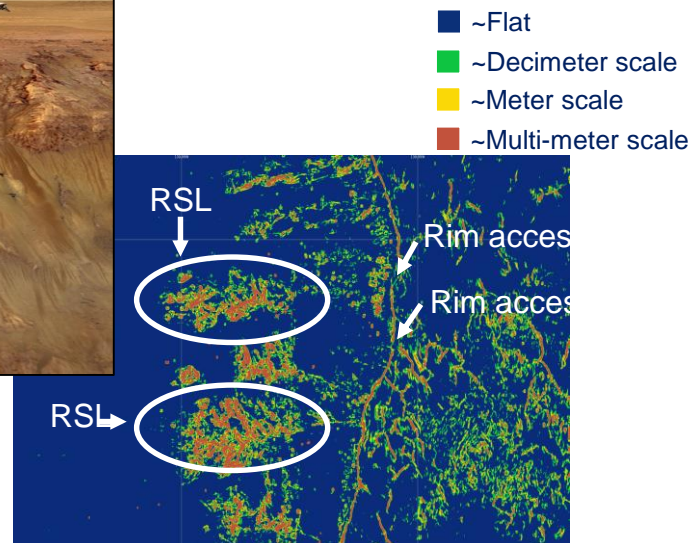 ~Flat
~Decimeter scale
~Meter scale
~Multi-meter scale
RSL
Rim acces
Rim acces
RSL